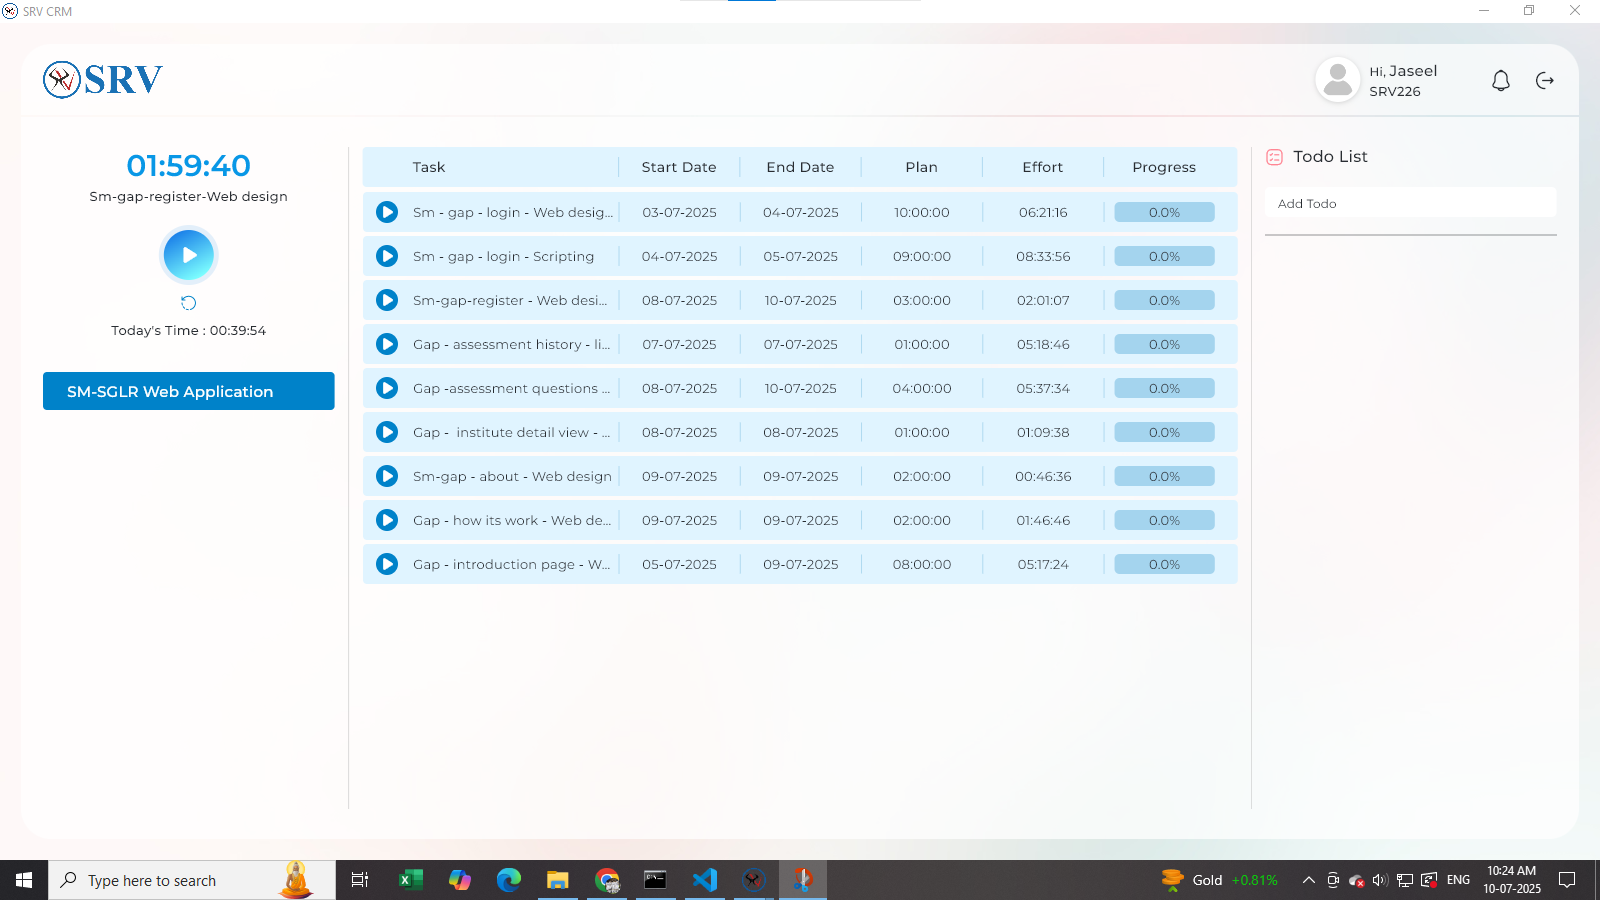 SRV CRM
SRV
Hi, Jaseel
SRV226
01:59:40
Sm-gap-register-Web design
Today's Time : 00:39:54
SM-SGLR Web Application
Task Start Date End Date Plan Effort Progress
Sm - gap - login - Web desig... 03-07-2025 04-07-2025 10:00:00 06:21:16 0.0%
Sm - gap - login - Scripting 04-07-2025 05-07-2025 09:00:00 08:33:56 0.0%
Sm-gap-register - Web desi... 08-07-2025 10-07-2025 03:00:00 02:01:07 0.0%
Gap - assessment history - li... 07-07-2025 07-07-2025 01:00:00 05:18:46 0.0%
Gap -assessment questions ... 08-07-2025 10-07-2025 04:00:00 05:37:34 0.0%
Gap -  institute detail view - ... 08-07-2025 08-07-2025 01:00:00 01:09:38 0.0%
Sm-gap - about - Web design 09-07-2025 09-07-2025 02:00:00 00:46:36 0.0%
Gap - how its work - Web de... 09-07-2025 09-07-2025 02:00:00 01:46:46 0.0%
Gap - introduction page - W... 05-07-2025 09-07-2025 08:00:00 05:17:24 0.0%
Todo List
Add Todo
Type here to search
Gold +0.81%
ENG
10:24 AM
10-07-2025